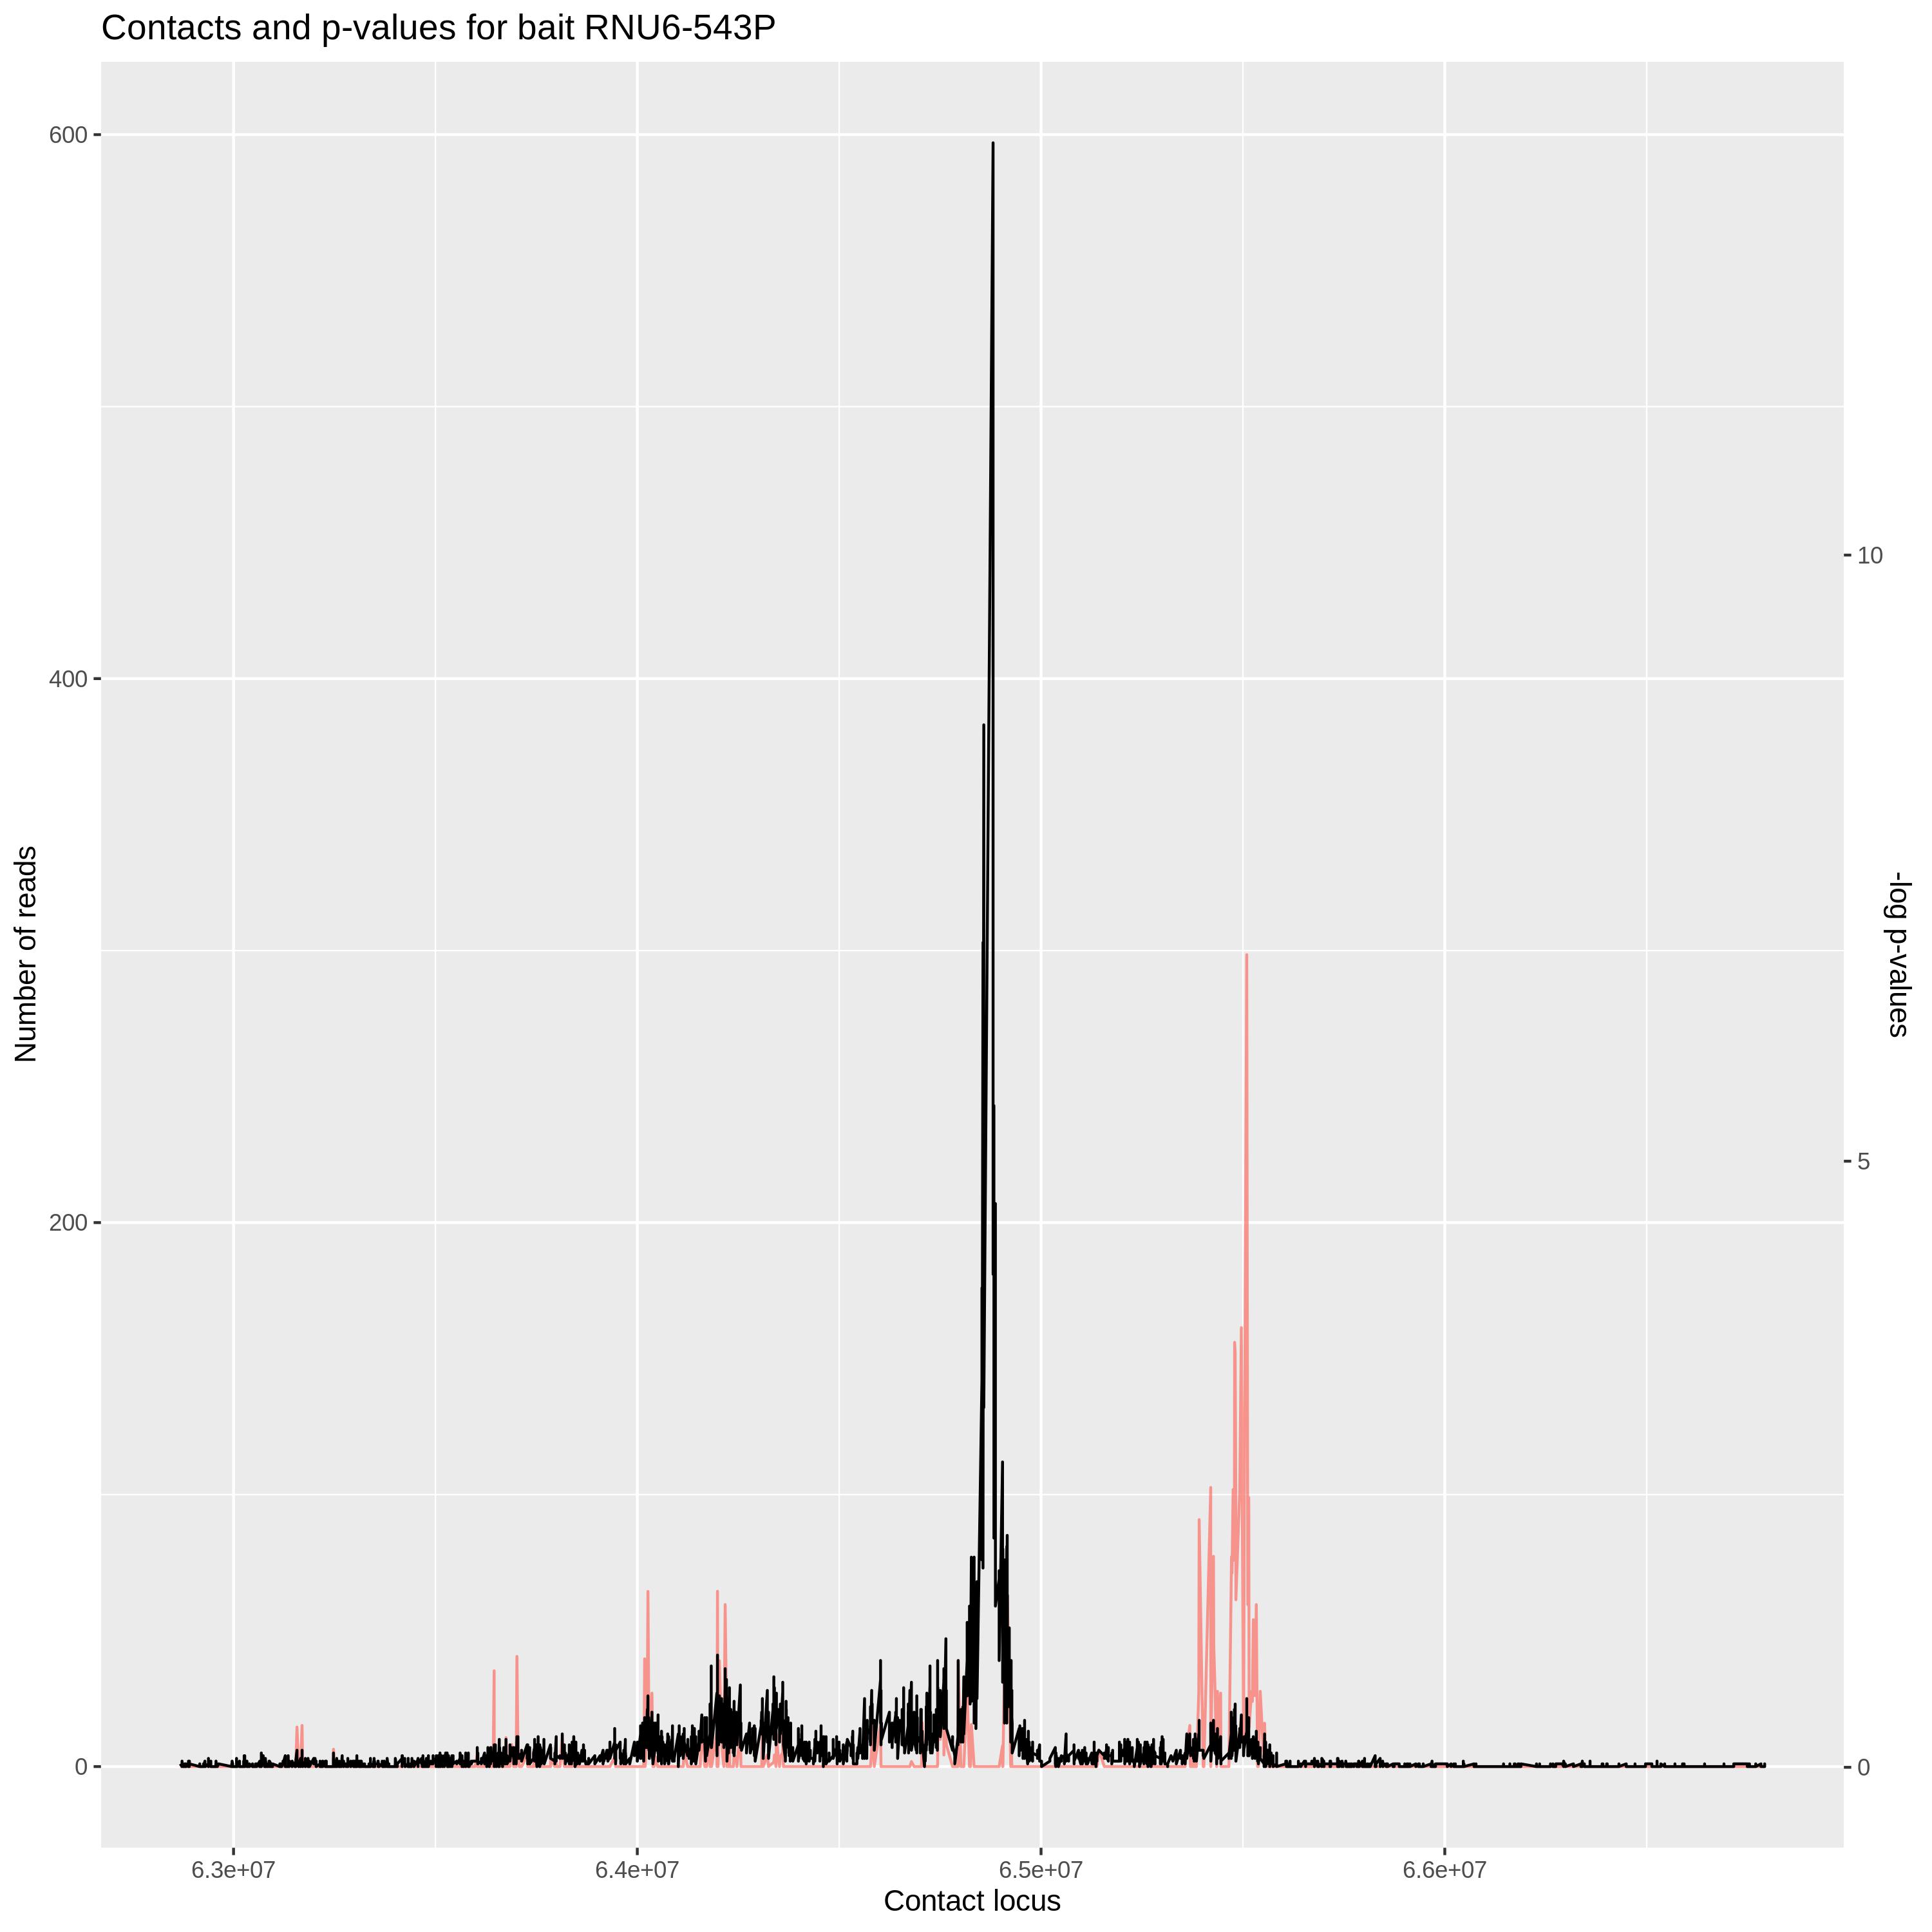 Contacts and p-values for bait RNU6-543P
600
400
200
0
Number of reads
10
5
0
-log p-values
6.3e+07
6.4e+07
6.5e+07
6.6e+07
Contact locus